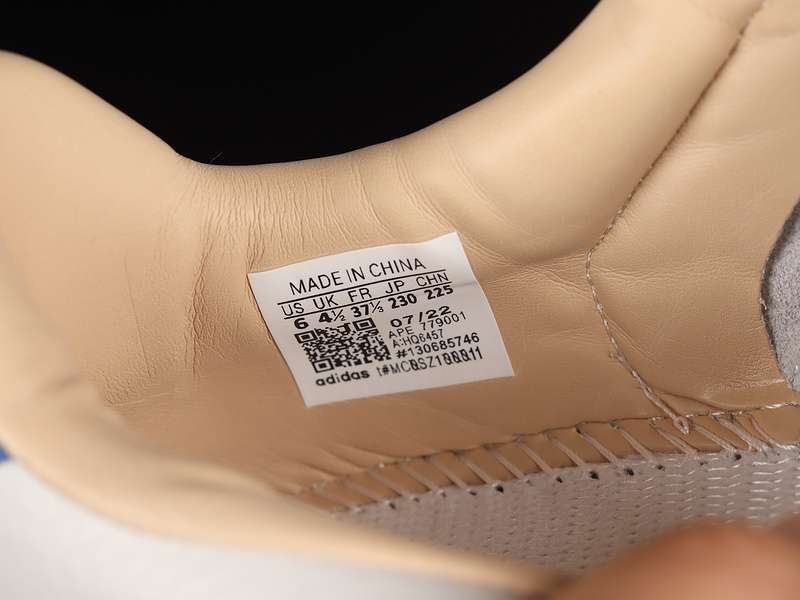 MADE IN CHINA
US UK FR JP CHN
6 4½ 37⅓ 230 225
07/22
APE 779001
A:HQ6457
#130685746
adidas